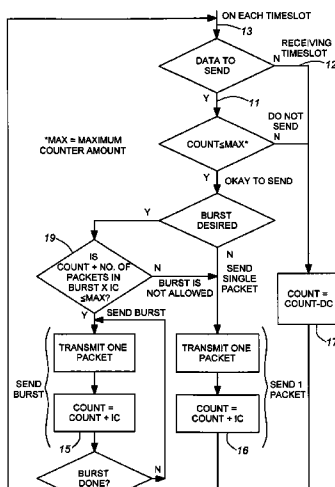 ON EACH TIMESLOT
13
RECEIVING
TIMESLOT
12
DATA TO
SEND
N
Y
11
DO NOT
SEND
*MAX = MAXIMUM
COUNTER AMOUNT
COUNT≤MAX*
N
Y
OKAY TO SEND
BURST
DESIRED
Y
N
19
IS
COUNT + NO. OF
PACKETS IN
BURST X IC
≤MAX?
N
BURST IS
NOT ALLOWED
SEND
SINGLE
PACKET
Y
SEND BURST
COUNT =
COUNT-DC
17
SEND
BURST
TRANSMIT ONE
PACKET
TRANSMIT ONE
PACKET
SEND 1
PACKET
COUNT =
COUNT + IC
15
COUNT =
COUNT + IC
16
BURST
DONE?
N